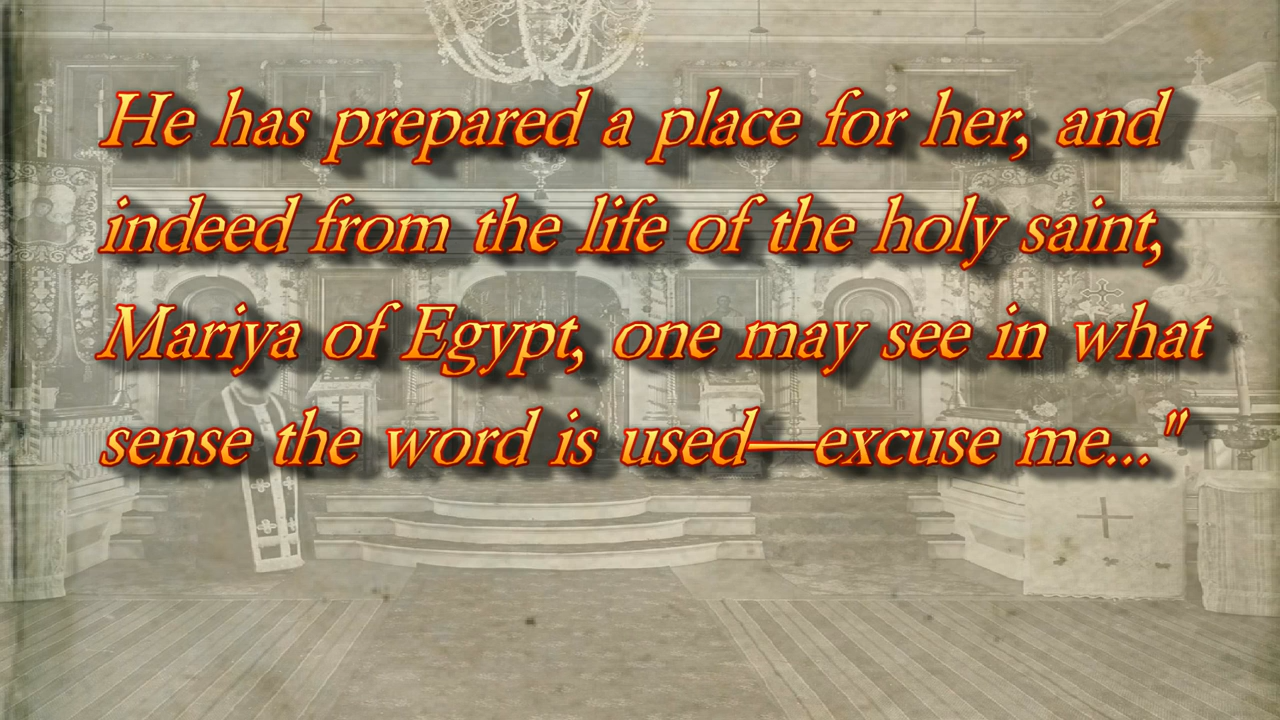 He has prepared a place for her, and
indeed from the life of the holy saint,
Mariya of Egypt, one may see in what
sense the word is used—excuse me..."